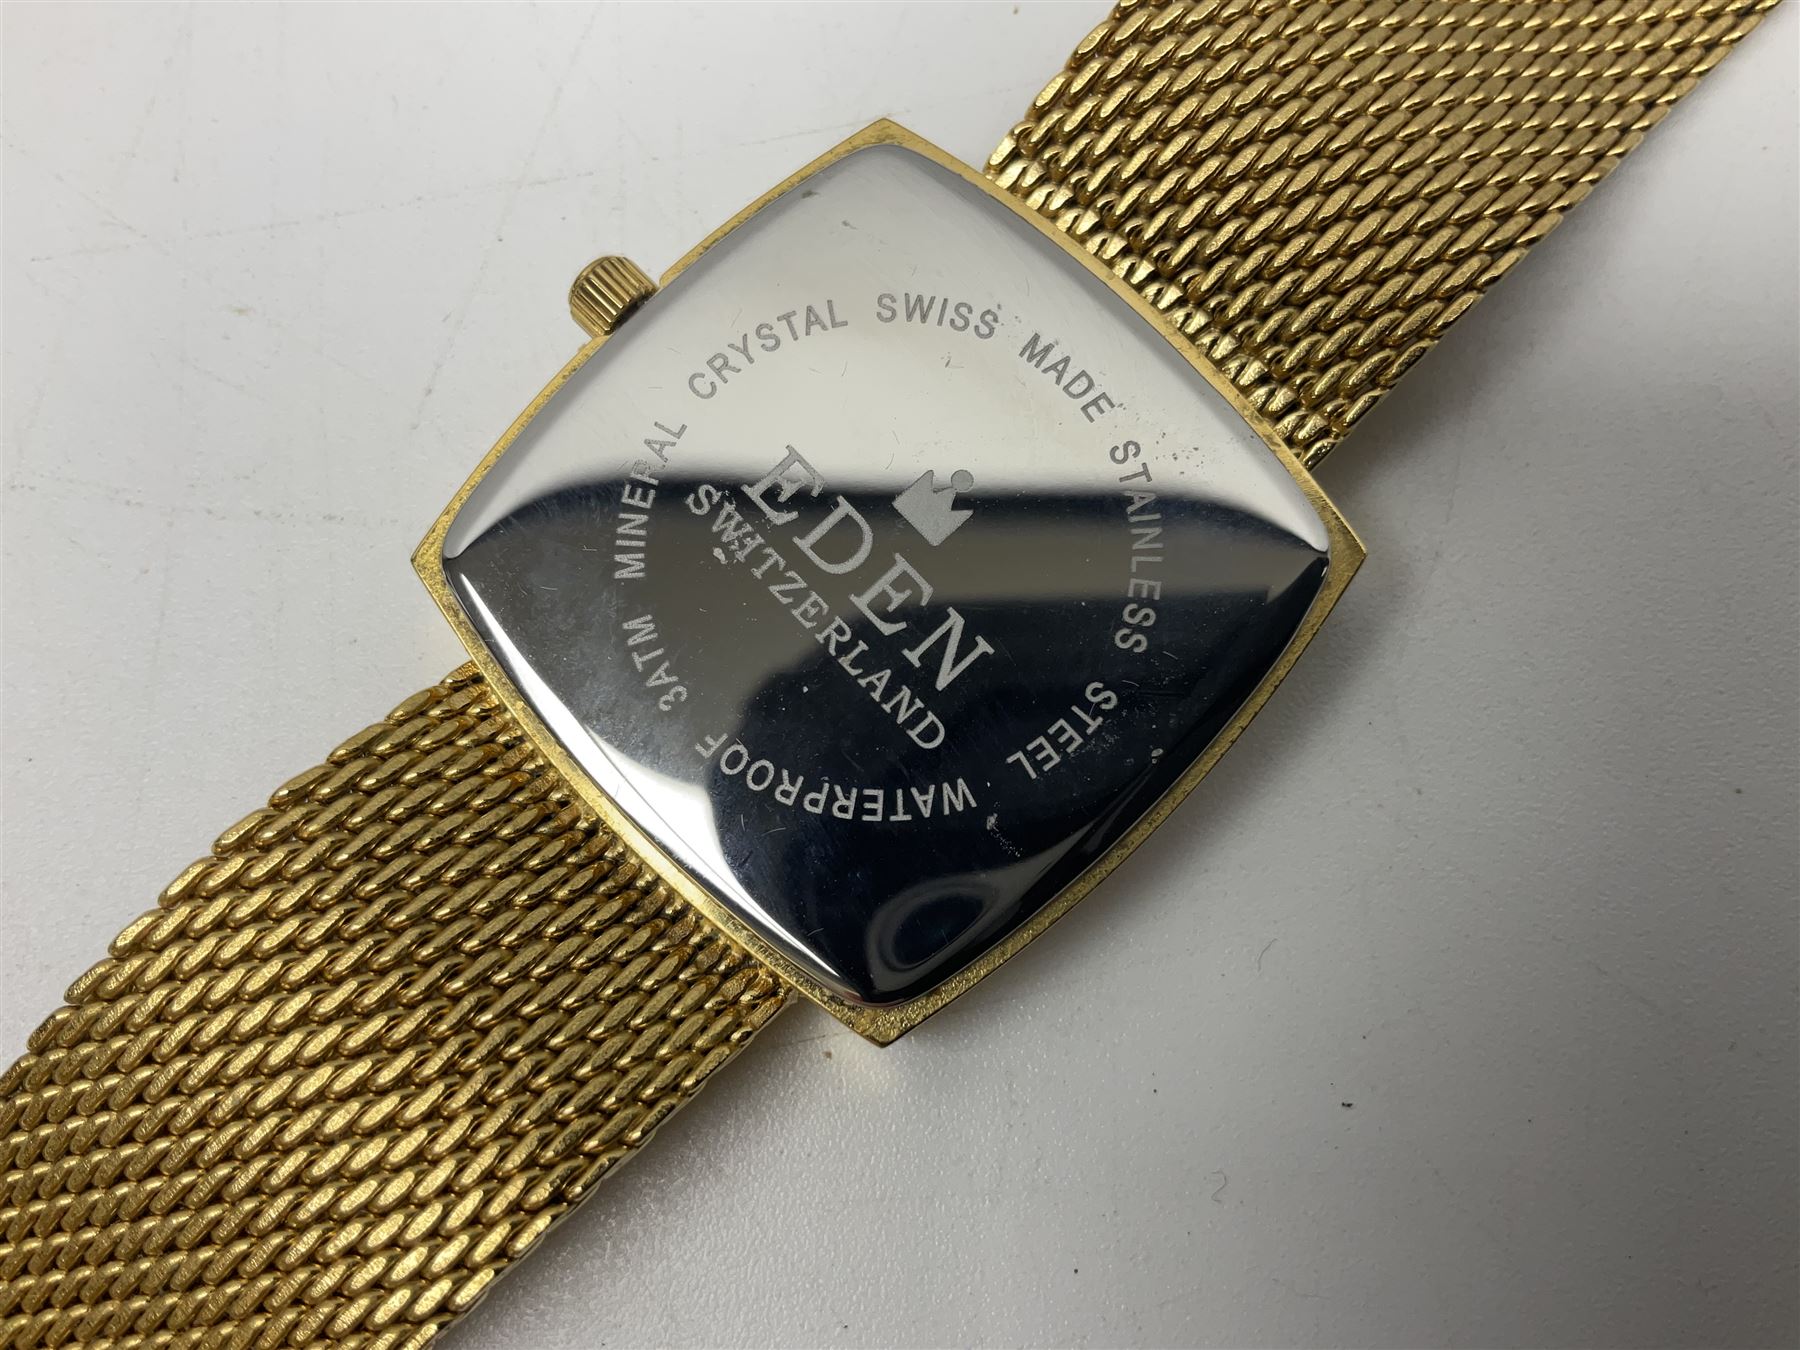 EDEN
SWITZERLAND
3ATM MINERAL CRYSTAL SWISS MADE STAINLESS STEEL WATERPROOF